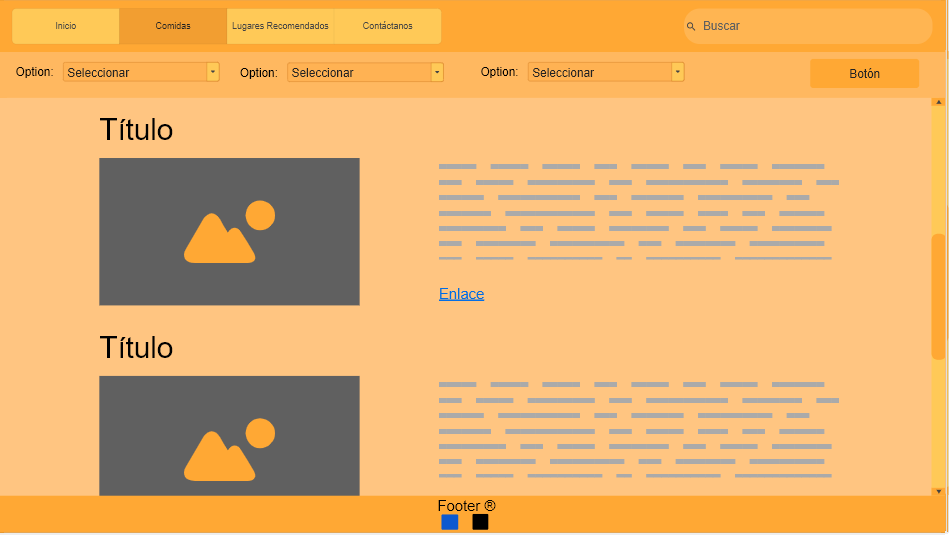 Inicio Comidas Lugares Recomendados Contáctanos Buscar
Option: Seleccionar Option: Seleccionar Option: Seleccionar Botón
Título
Enlace
Título
Footer ®